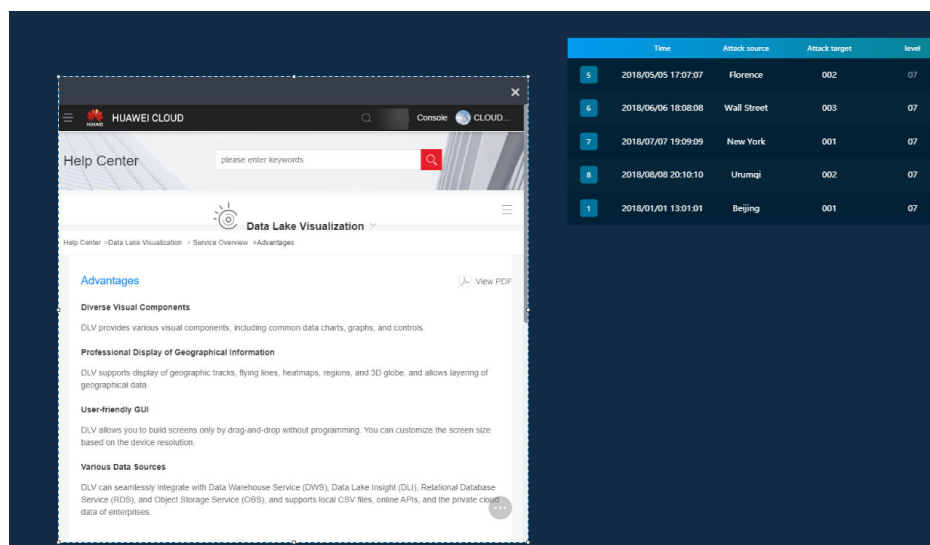 Time Attack source Attack target level
5 2018/05/05 17:07:07 Florence 002 07
6 2018/06/06 18:08:08 Wall Street 003 07
7 2018/07/07 19:09:09 New York 001 07
8 2018/08/08 20:10:10 Urumqi 002 07
1 2018/01/01 13:01:01 Beijing 001 07
HUAWEI HUAWEI CLOUD Console CLOUD...
Help Center please enter keywords
Data Lake Visualization
Help Center >Data Lake Visualization > Service Overview >Advantages
Advantages View PDF
Diverse Visual Components
DLV provides various visual components, including common data charts, graphs, and controls.
Professional Display of Geographical Information
DLV supports display of geographic tracks, flying lines, heatmaps, regions, and 3D globe, and allows layering of
geographical data.
User-friendly GUI
DLV allows you to build screens only by drag-and-drop without programming. You can customize the screen size
based on the device resolution.
Various Data Sources
DLV can seamlessly integrate with Data Warehouse Service (DWS), Data Lake Insight (DLI), Relational Database
Service (RDS), and Object Storage Service (OBS), and supports local CSV files, online APIs, and the private cloud
data of enterprises.